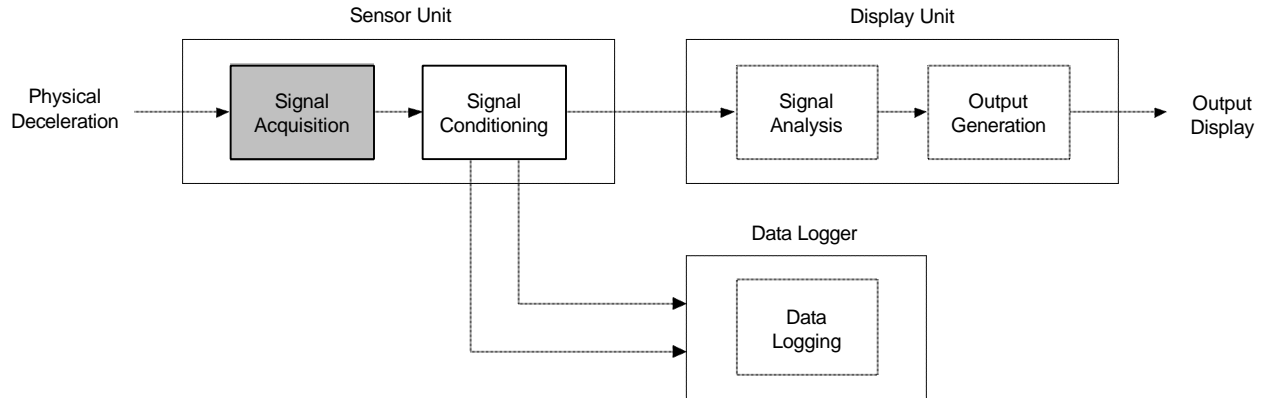 Sensor Unit
Display Unit
Physical
Deceleration
Signal
Acquisition
Signal
Conditioning
Signal
Analysis
Output
Generation
Output
Display
Data Logger
Data
Logging